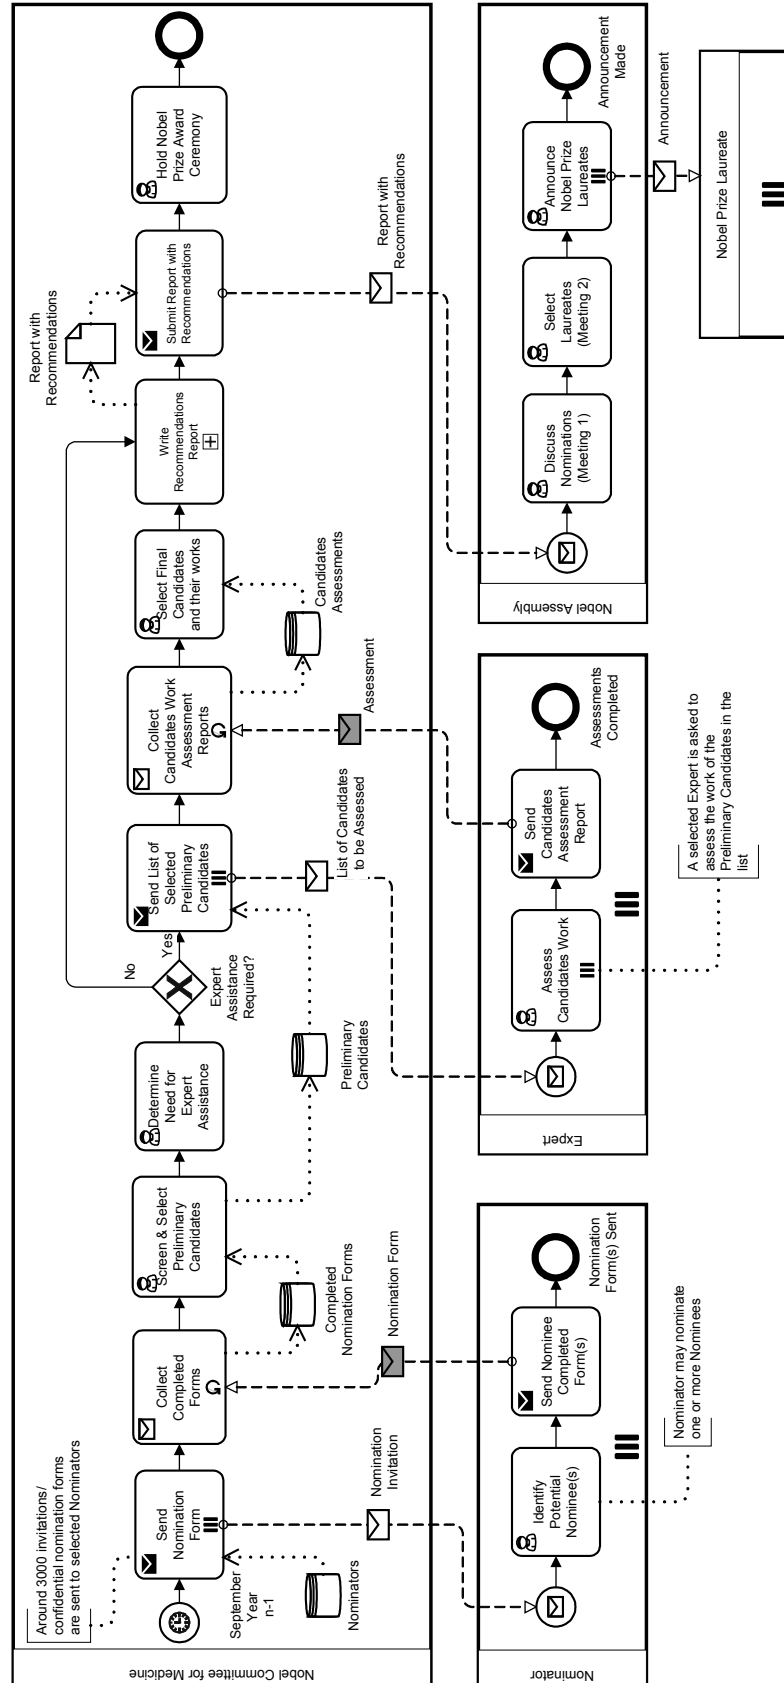 Nobel Committee for Medicine
Around 3000 invitations/
confidential nomination forms
are sent to selected Nominators
September
Year
n-1
Send
Nomination
Form
Nominators
Collect
Completed
Forms
Completed
Nomination Forms
Screen & Select
Preliminary
Candidates
Determine
Need for
Expert
Assistance
Preliminary
Candidates
Expert
Assistance
Required?
No
Yes
Send List of
Selected
Preliminary
Candidates
Collect
Candidates Work
Assessment
Reports
Candidates
Assessments
Select Final
Candidates
and their works
Write
Recommendations
Report
Report with
Recommendations
Submit Report with
Recommendations
Hold Nobel
Prize Award
Ceremony
Nomination
Invitation
Nomination Form
List of Candidates
to be Assessed
Assessment
Report with
Recommendations
Nominator
Identify
Potential
Nominee(s)
Send Nominee
Completed
Form(s)
Nomination
Form(s) Sent
Nominator may nominate
one or more Nominees
Expert
Assess
Candidates Work
Send
Candidates
Assessment
Report
Assessments
Completed
A selected Expert is asked to
assess the work of the
Preliminary Candidates in the
list
Nobel Assembly
Discuss
Nominations
(Meeting 1)
Select
Laureates
(Meeting 2)
Announce
Nobel Prize
Laureates
Announcement
Made
Announcement
Nobel Prize Laureate